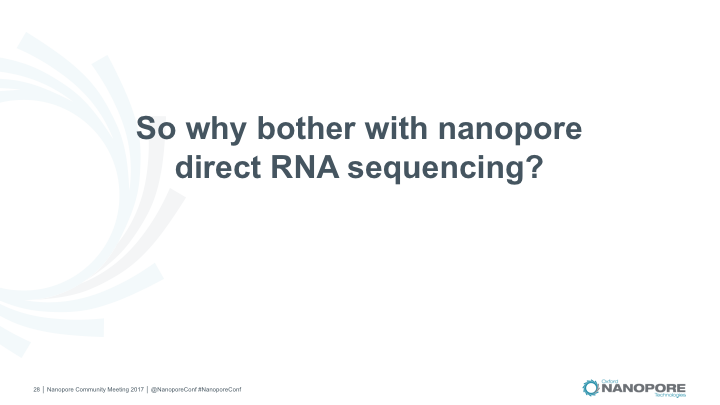 So why bother with nanopore
direct RNA sequencing?
28 | Nanopore Community Meeting 2017 | @NanoporeConf #NanoporeConf
Oxford
NANOPORE
Technologies